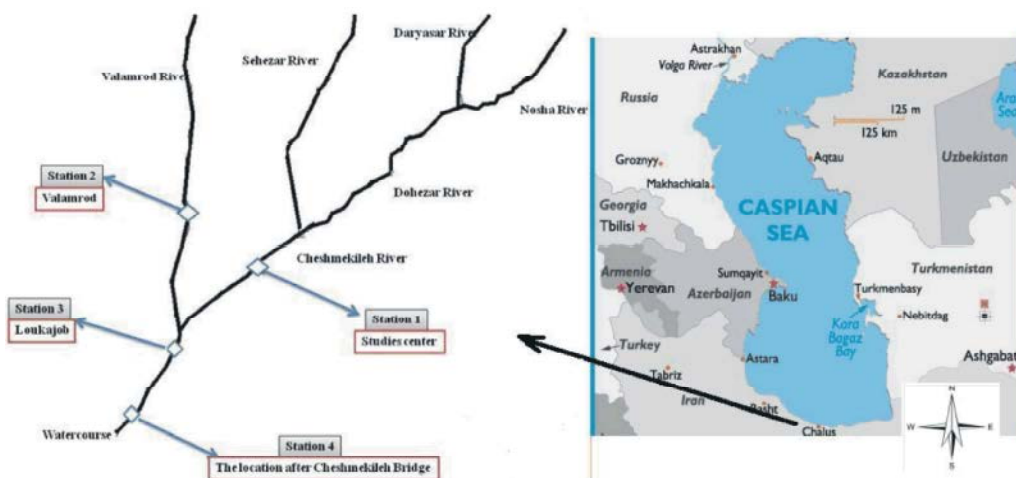 Daryasar River
Sehezar River
Valamrod River
Nosha River
Station 2
Valamrod
Dohezar River
Cheshmekileh River
Station 3
Loukajob
Station 1
Studies center
Watercourse
Station 4
The location after Cheshmekileh Bridge
Astrakhan
Volga River
Kazakhstan
Russia
125 m
125 km
Uzbekistan
Groznyy
Aqtau
Makhachkala
Georgia
Tbilisi
CASPIAN
SEA
Armenia
Yerevan
Azerbaijan
Sumqayit
Baku
Turkmenistan
Turkmenbasy
Nebitdag
Kara
Bagaz
Bay
Ashgabat
Turkey
Tabriz
Astara
Iran
Chalus
N
W
E
S